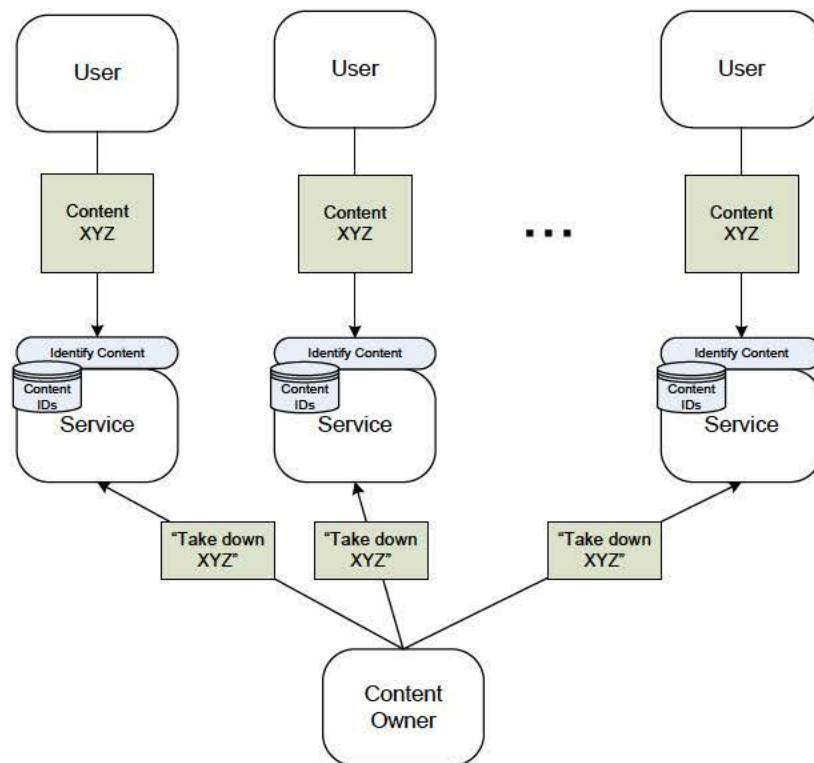 User
User
User
Content
XYZ
Content
XYZ
Content
XYZ
...
Identify Content
Identify Content
Identify Content
Content
IDs
Content
IDs
Content
IDs
Service
Service
Service
“Take down
XYZ”
“Take down
XYZ”
“Take down
XYZ”
Content
Owner